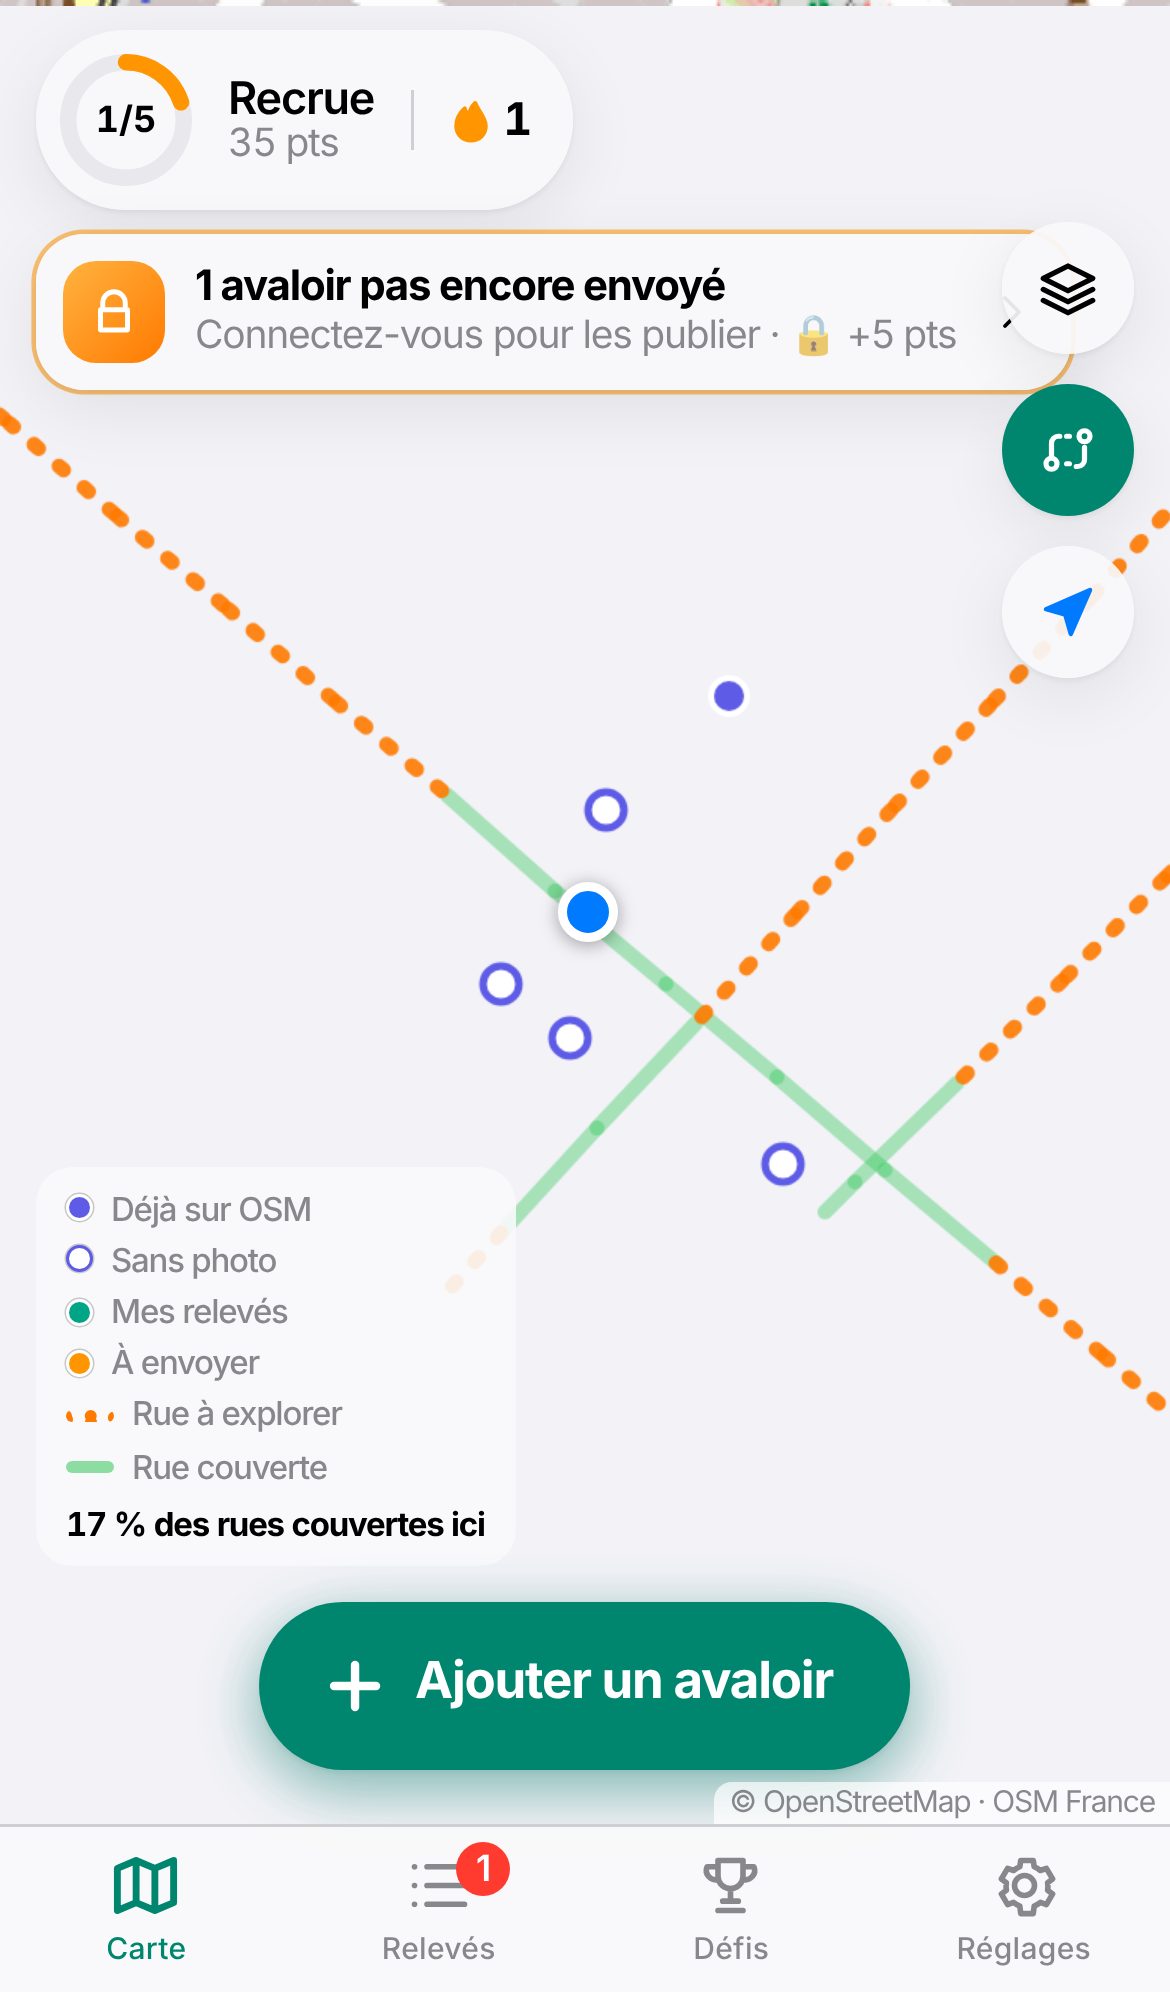 1/5
Recrue
35 pts
1
1 avaloir pas encore envoyé
Connectez-vous pour les publier · 🔒 +5 pts
Déjà sur OSM
Sans photo
Mes relevés
À envoyer
Rue à explorer
Rue couverte
17 % des rues couvertes ici
Ajouter un avaloir
© OpenStreetMap · OSM France
1
Carte
Relevés
Défis
Réglages